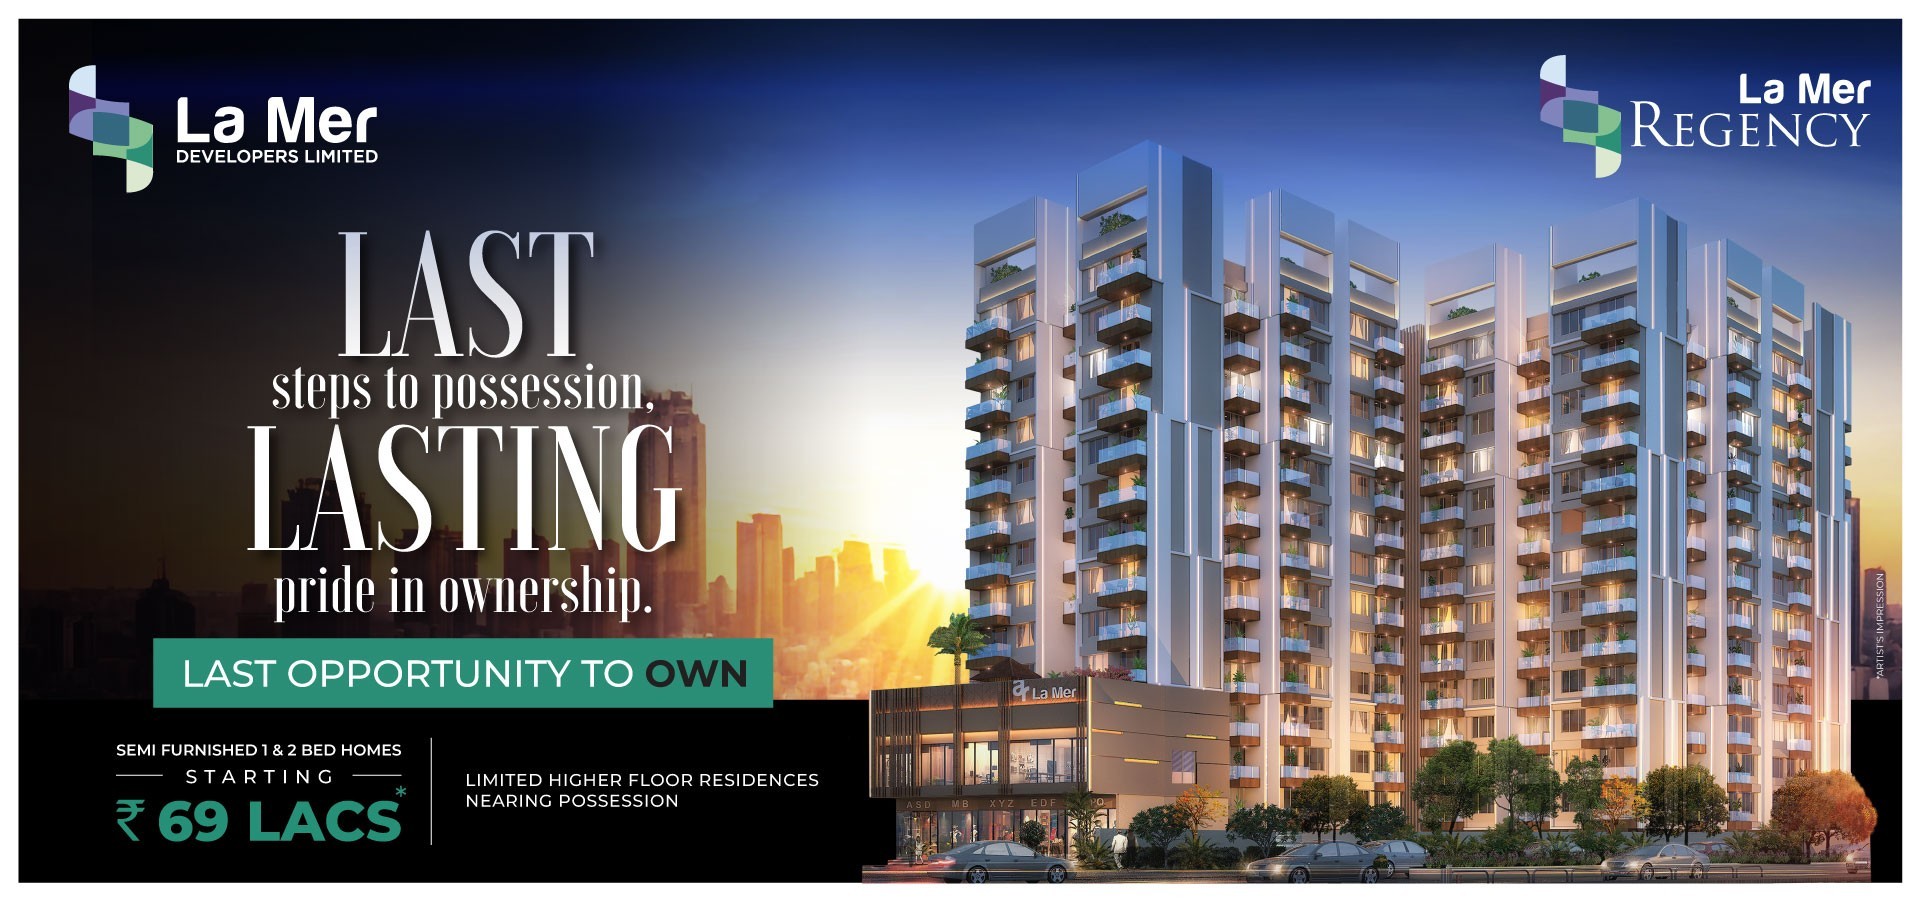 La Mer
DEVELOPERS LIMITED
La Mer
REGENCY
LAST
steps to possession,
LASTING
pride in ownership.
LAST OPPORTUNITY TO OWN
SEMI FURNISHED 1 & 2 BED HOMES
STARTING
₹ 69 LACS*
LIMITED HIGHER FLOOR RESIDENCES
NEARING POSSESSION
*ARTIST'S IMPRESSION
La Mer
ASD MB XYZ EDF